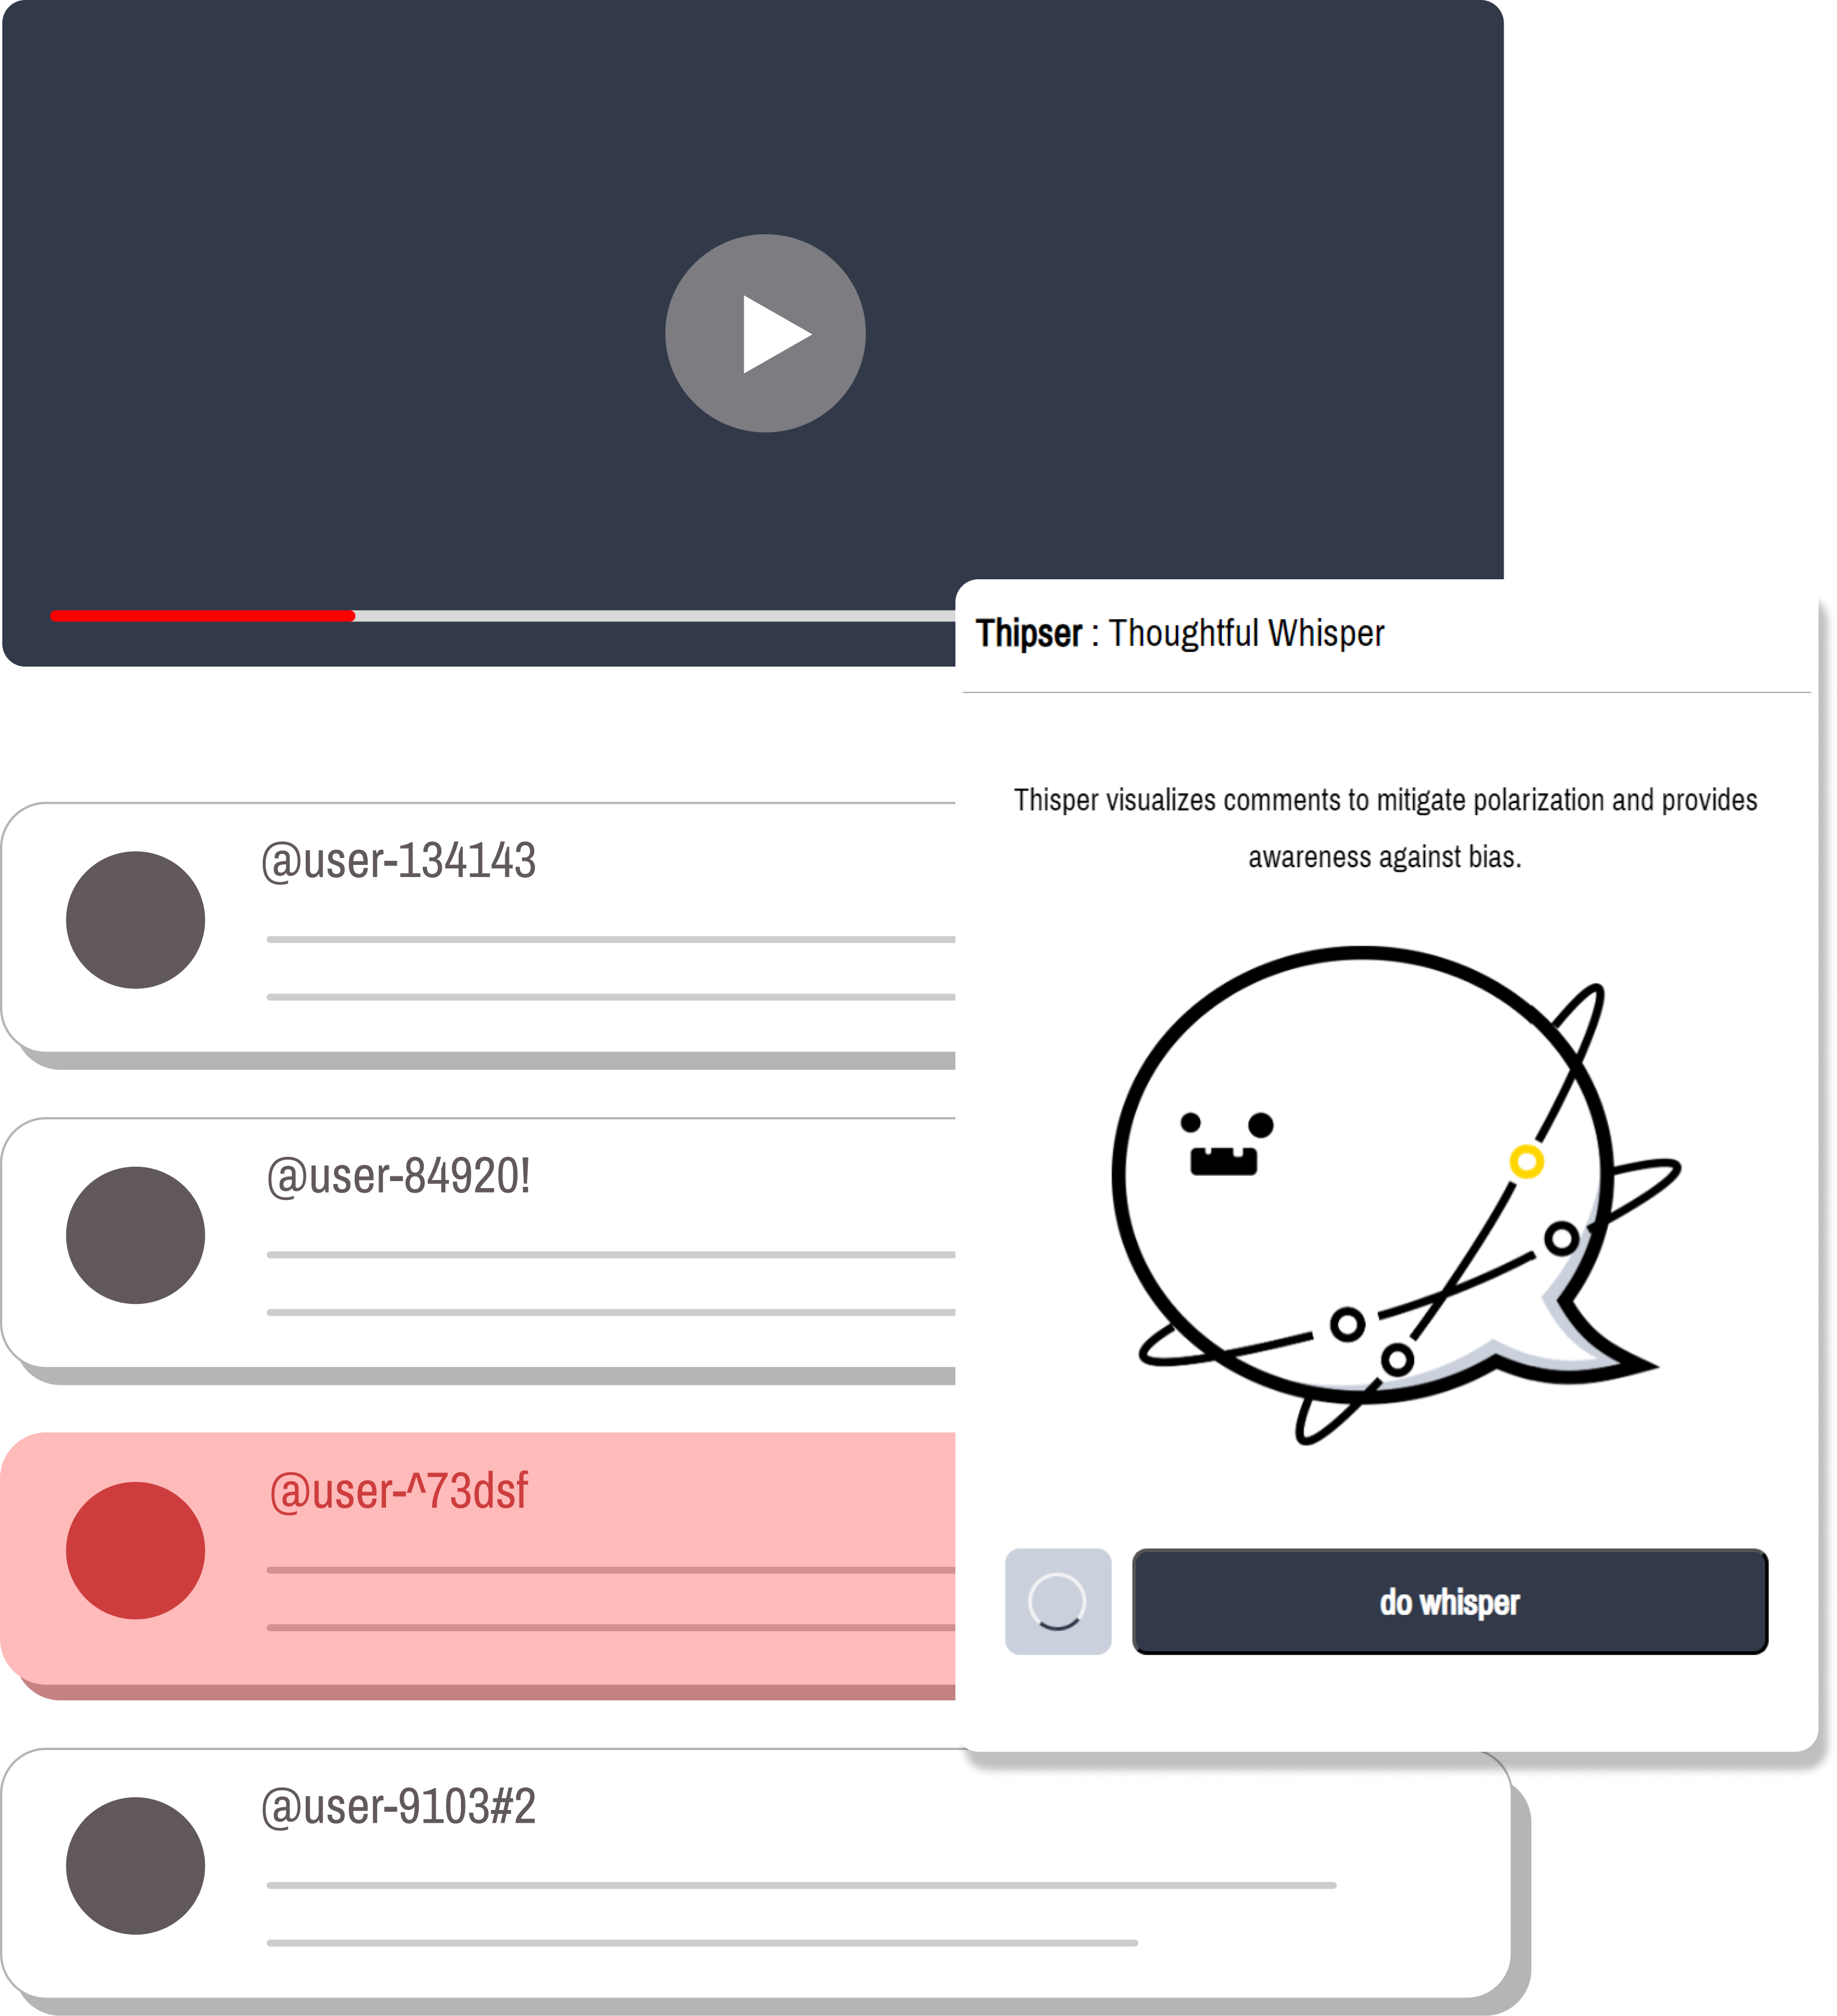 Thipser : Thoughtful Whisper
Thisper visualizes comments to mitigate polarization and provides
awareness against bias.
@user-134143
@user-84920!
@user-^73dsf
do whisper
@user-9103#2